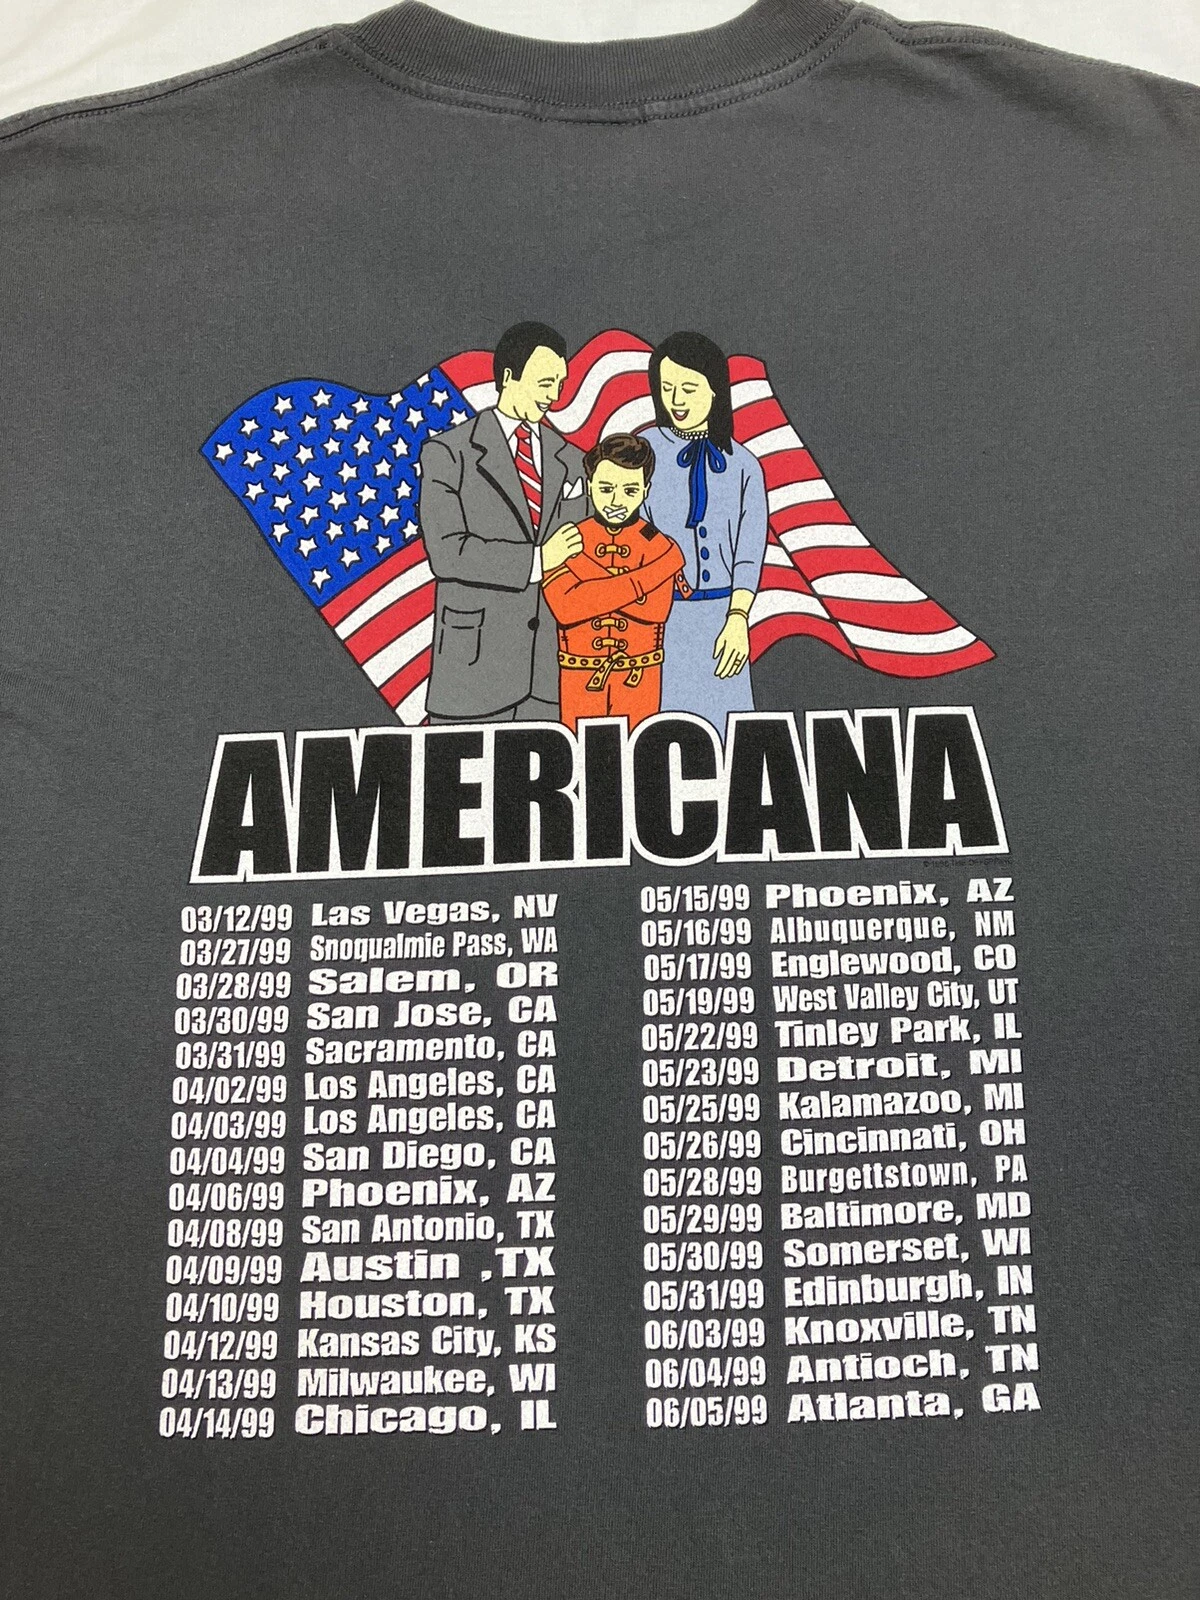 AMERICANA
03/12/99 Las Vegas, NV
03/27/99 Snoqualmie Pass, WA
03/28/99 Salem, OR
03/30/99 San Jose, CA
03/31/99 Sacramento, CA
04/02/99 Los Angeles, CA
04/03/99 Los Angeles, CA
04/04/99 San Diego, CA
04/06/99 Phoenix, AZ
04/08/99 San Antonio, TX
04/09/99 Austin ,TX
04/10/99 Houston, TX
04/12/99 Kansas City, KS
04/13/99 Milwaukee, WI
04/14/99 Chicago, IL
05/15/99 Phoenix, AZ
05/16/99 Albuquerque, NM
05/17/99 Englewood, CO
05/19/99 West Valley City, UT
05/22/99 Tinley Park, IL
05/23/99 Detroit, MI
05/25/99 Kalamazoo, MI
05/26/99 Cincinnati, OH
05/28/99 Burgettstown, PA
05/29/99 Baltimore, MD
05/30/99 Somerset, WI
05/31/99 Edinburgh, IN
06/03/99 Knoxville, TN
06/04/99 Antioch, TN
06/05/99 Atlanta, GA